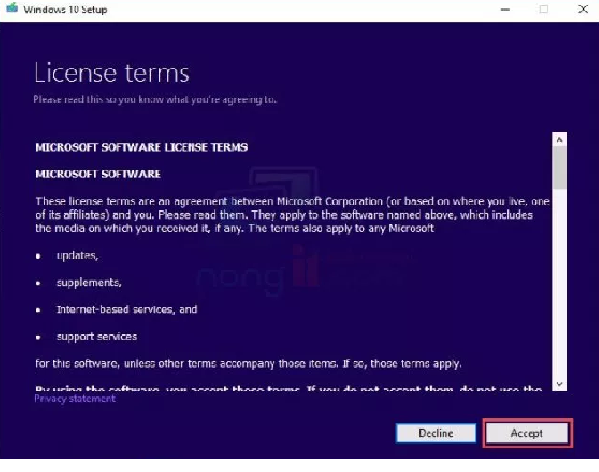 Windows 10 Setup
License terms
Please read this so you know what you're agreeing to.
MICROSOFT SOFTWARE LICENSE TERMS
MICROSOFT SOFTWARE
These license terms are an agreement between Microsoft Corporation (or based on where you live, one
of its affiliates) and you. Please read them. They apply to the software named above, which includes
the media on which you received it, if any. The terms also apply to any Microsoft
• updates,
• supplements,
• Internet-based services, and
• support services
for this software, unless other terms accompany those items. If so, those terms apply.
By using the software, you accept these terms. If you do not accept them, do not use the
Privacy statement
Decline
Accept
nong it